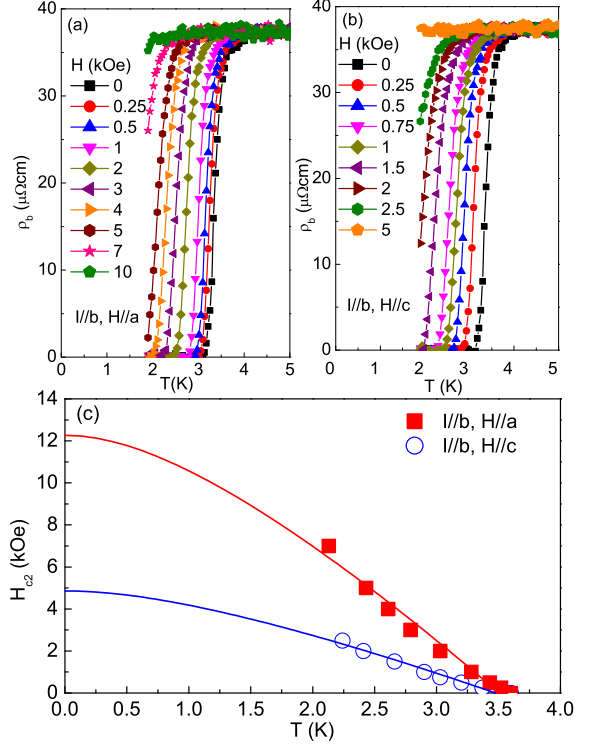 (a)
H (kOe)
0
0.25
0.5
1
2
3
4
5
7
10
I//b, H//a
ρb (μΩcm)
40
30
20
10
0
0 1 2 3 4 5
T(K)
(b)
H (kOe)
0
0.25
0.5
0.75
1
1.5
2
2.5
5
I//b, H//c
ρb (μΩcm)
40
30
20
10
0
0 1 2 3 4 5
T (K)
(c)
I//b, H//a
I//b, H//c
Hc2 (kOe)
14
12
10
8
6
4
2
0
0.0 0.5 1.0 1.5 2.0 2.5 3.0 3.5 4.0
T (K)